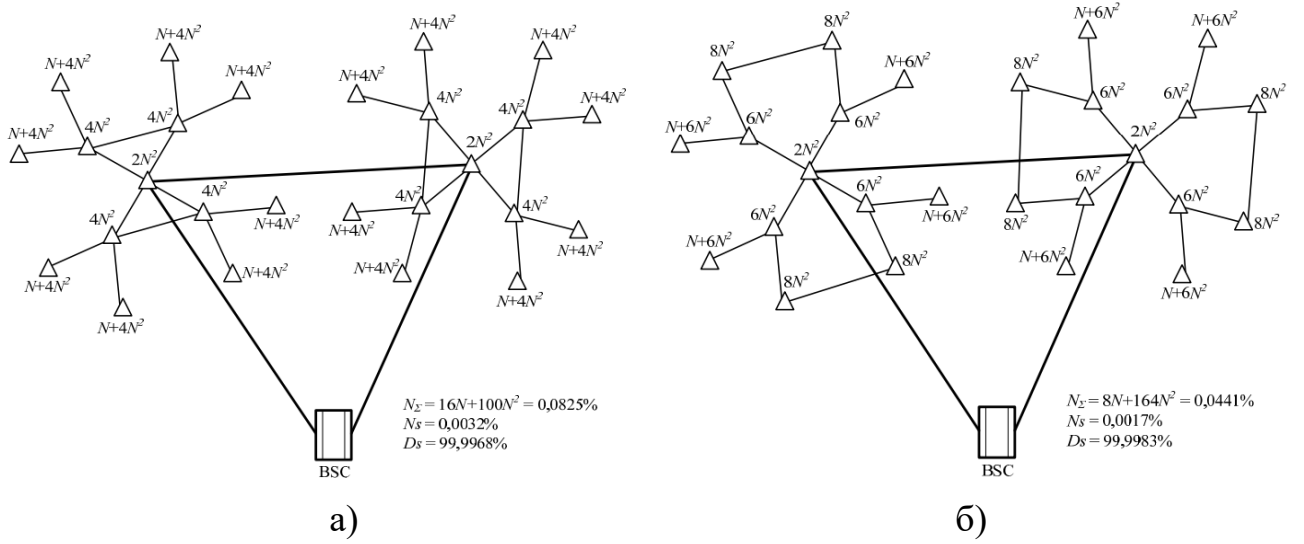 N+4N²
N+4N²
N+4N²
N+4N²
N+4N²
4N²
4N²
2N²
4N²
4N²
N+4N²
N+4N²
N+4N²
N+4N²
N+4N²
N+4N²
N+4N²
N+4N²
4N²
4N²
2N²
4N²
4N²
N+4N²
N+4N²
N+4N²
N+4N²
N_Σ = 16N+100N² = 0,0825%
Ns = 0,0032%
Ds = 99,9968%
BSC
а)
8N²
8N²
N+6N²
6N²
6N²
N+6N²
2N²
6N²
6N²
N+6N²
N+6N²
8N²
8N²
N+6N²
N+6N²
8N²
8N²
6N²
6N²
2N²
6N²
6N²
8N²
8N²
N+6N²
N+6N²
N_Σ = 8N+164N² = 0,0441%
Ns = 0,0017%
Ds = 99,9983%
BSC
б)